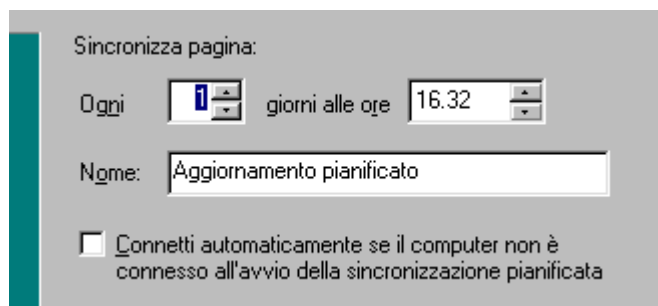 Sincronizza pagina:
Ogni 1 giorni alle ore 16.32
Nome: Aggiornamento pianificato
Connetti automaticamente se il computer non è
connesso all'avvio della sincronizzazione pianificata